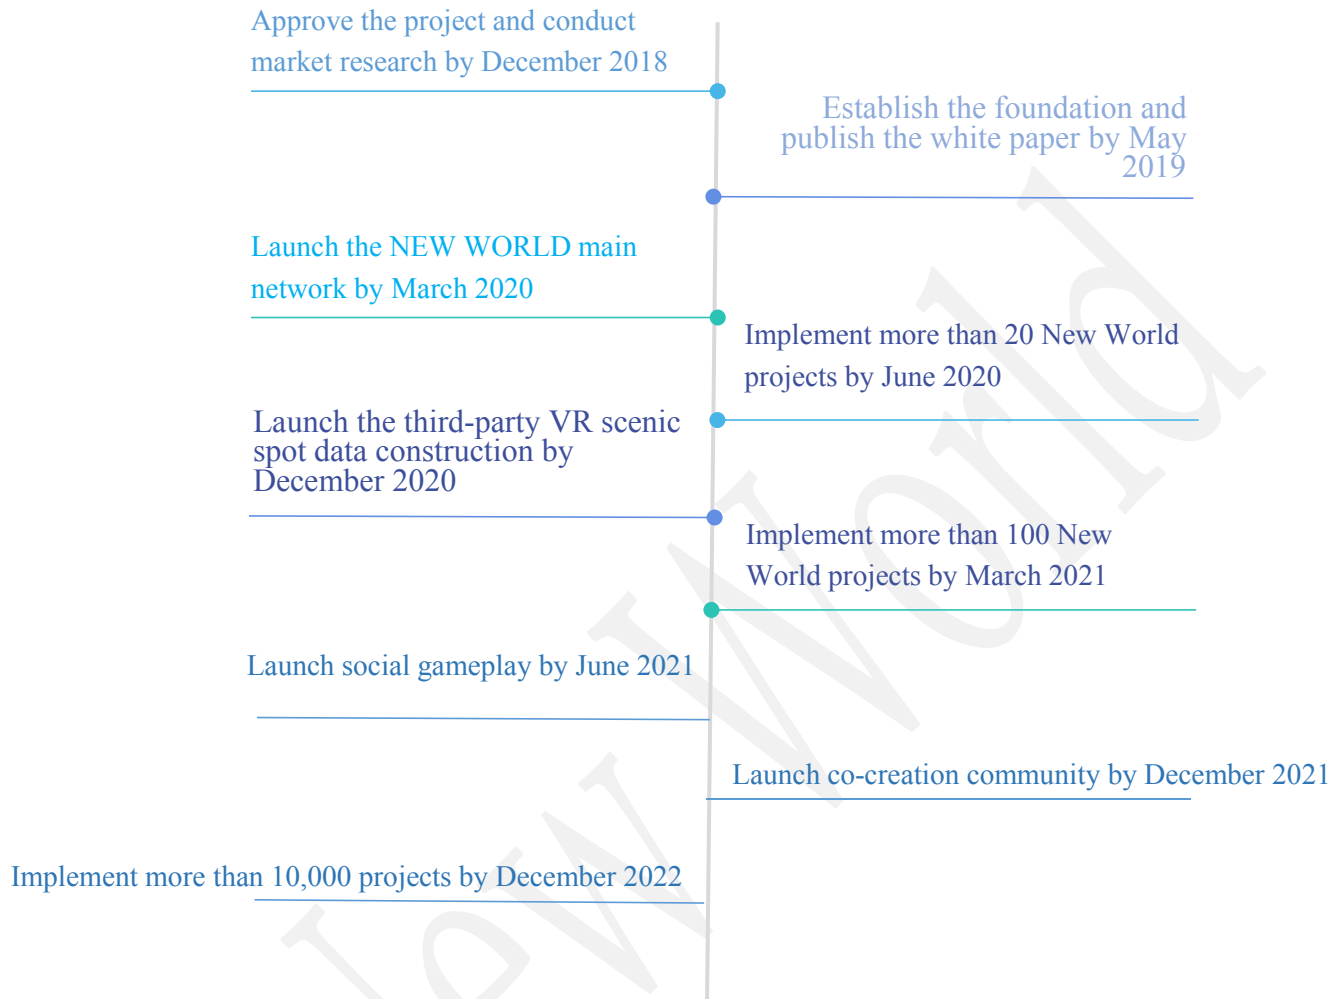 Approve the project and conduct
market research by December 2018
Establish the foundation and
publish the white paper by May
2019
Launch the NEW WORLD main
network by March 2020
Implement more than 20 New World
projects by June 2020
Launch the third-party VR scenic
spot data construction by
December 2020
Implement more than 100 New
World projects by March 2021
Launch social gameplay by June 2021
Launch co-creation community by December 2021
Implement more than 10,000 projects by December 2022
New World